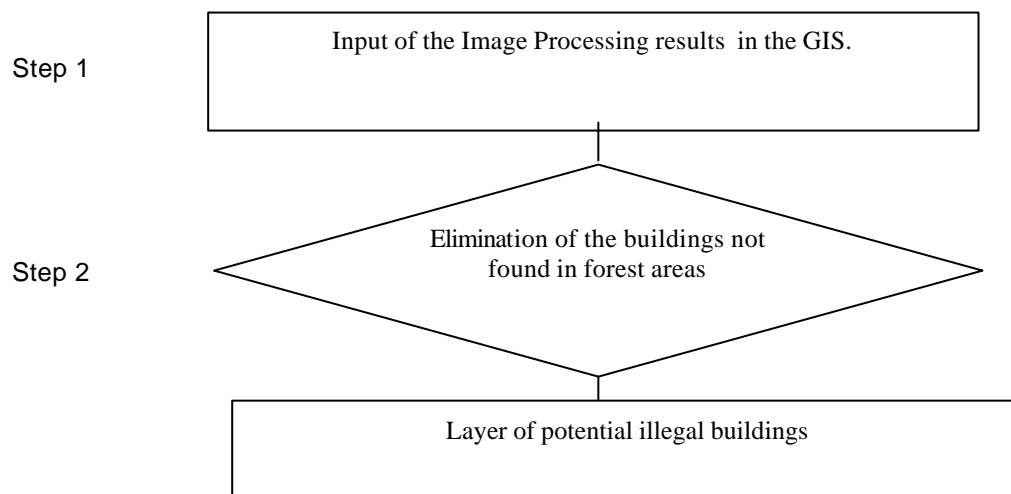 Step 1
Input of the Image Processing results in the GIS.
Step 2
Elimination of the buildings not
found in forest areas
Layer of potential illegal buildings